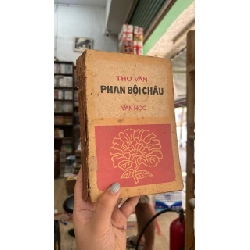 THƠ VĂN
PHAN BỘI CHÂU
VĂN HỌC